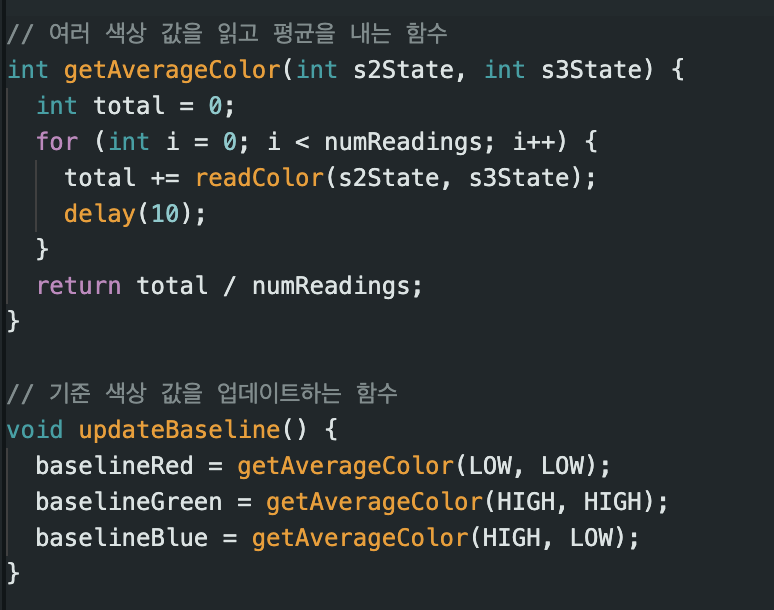 // 여러 색상 값을 읽고 평균을 내는 함수
int getAverageColor(int s2State, int s3State) {
  int total = 0;
  for (int i = 0; i < numReadings; i++) {
    total += readColor(s2State, s3State);
    delay(10);
  }
  return total / numReadings;
}

// 기준 색상 값을 업데이트하는 함수
void updateBaseline() {
  baselineRed = getAverageColor(LOW, LOW);
  baselineGreen = getAverageColor(HIGH, HIGH);
  baselineBlue = getAverageColor(HIGH, LOW);
}